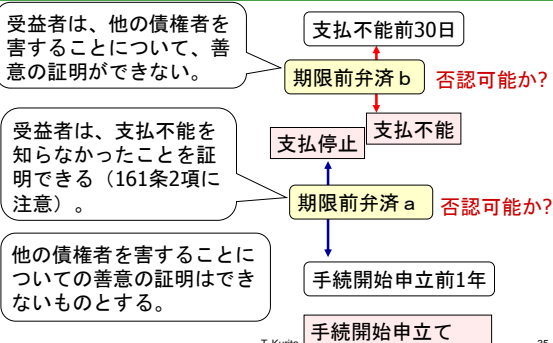 受益者は、他の債権者を
害することについて、善
意の証明ができない。
支払不能前30日
期限前弁済ｂ
否認可能か?
受益者は、支払不能を
知らなかったことを証
明できる（161条2項に
注意）。
支払停止
支払不能
期限前弁済ａ
否認可能か?
他の債権者を害することに
ついての善意の証明はでき
ないものとする。
手続開始申立前1年
手続開始申立て